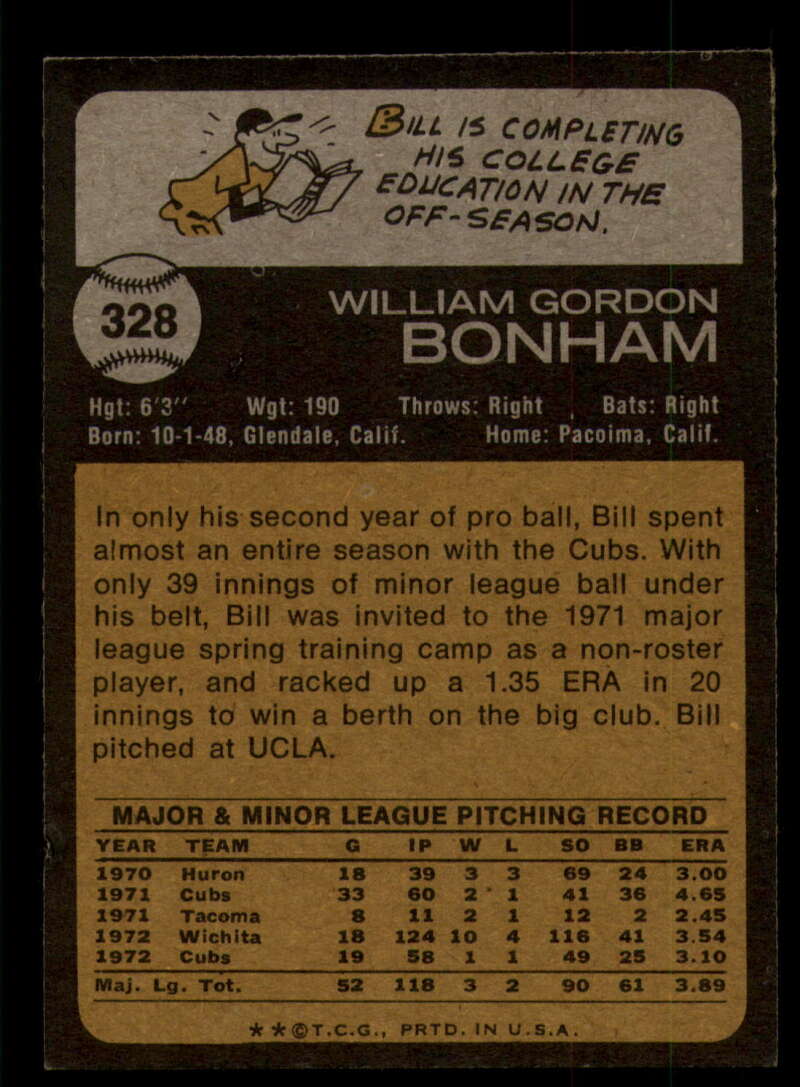 BILL IS COMPLETING
HIS COLLEGE
EDUCATION IN THE
OFF-SEASON.
328
WILLIAM GORDON
BONHAM
Hgt: 6'3" Wgt: 190 Throws: Right Bats: Right
Born: 10-1-48, Glendale, Calif. Home: Pacoima, Calif.
In only his second year of pro ball, Bill spent
almost an entire season with the Cubs. With
only 39 innings of minor league ball under
his belt, Bill was invited to the 1971 major
league spring training camp as a non-roster
player, and racked up a 1.35 ERA in 20
innings to win a berth on the big club. Bill
pitched at UCLA.
MAJOR & MINOR LEAGUE PITCHING RECORD
YEAR TEAM G IP W L SO BB ERA
1970 Huron 18 39 3 3 69 24 3.00
1971 Cubs 33 60 2 1 41 36 4.65
1971 Tacoma 8 11 2 1 12 2 2.45
1972 Wichita 18 124 10 4 116 41 3.54
1972 Cubs 19 58 1 1 49 25 3.10
Maj. Lg. Tot. 52 118 3 2 90 61 3.89
★ ★ ©T.C.G., PRTD. IN U.S.A.